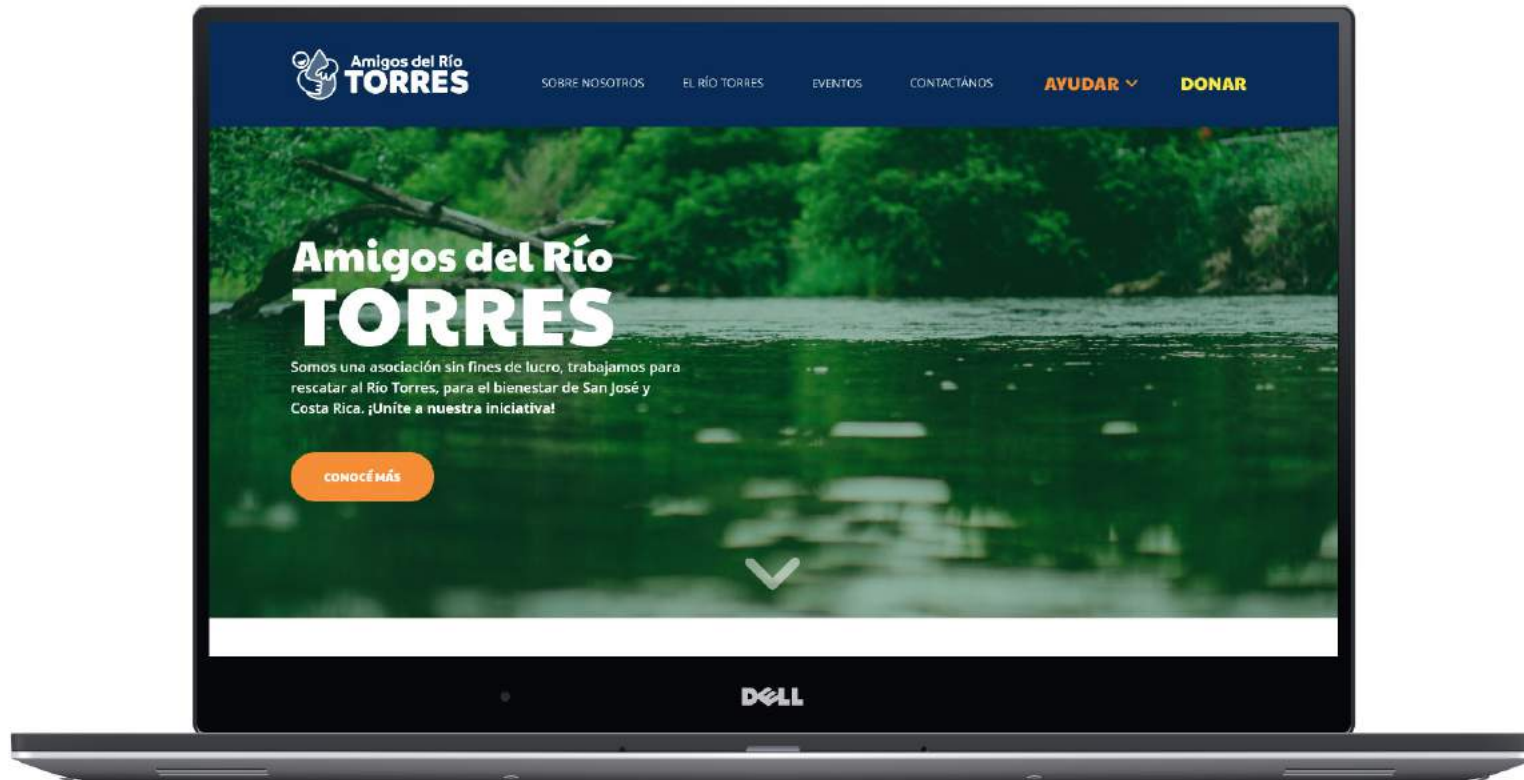 Amigos del Río
TORRES
SOBRE NOSOTROS
EL RÍO TORRES
EVENTOS
CONTACTÁNOS
AYUDAR
DONAR
Amigos del Río
TORRES
Somos una asociación sin fines de lucro, trabajamos para
rescatar al Río Torres, para el bienestar de San José y
Costa Rica. ¡Uníte a nuestra iniciativa!
CONOCÉ MÁS
DELL